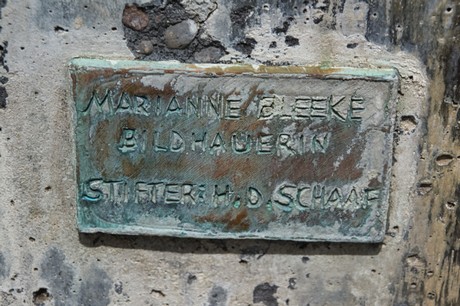 MARIANNE BLEEKE
BILDHAUERIN
STIFTER: H.D.SCHAAF